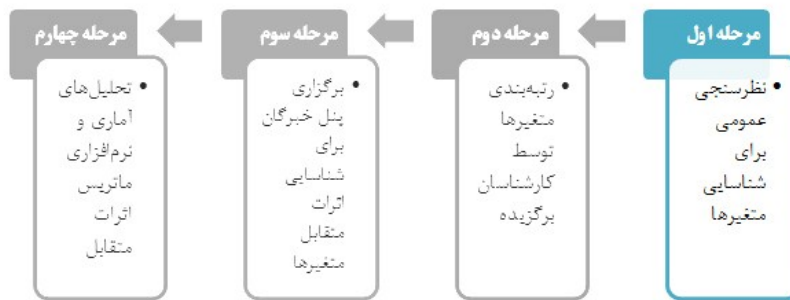 مرحله اول
• نظرسنجی
عمومی
برای
شناسایی
متغیرها
مرحله دوم
• رتبه‌بندی
متغیرها
توسط
کارشناسان
برگزیده
مرحله سوم
• برگزاری
پنل خبرگان
برای
شناسایی
اثرات
متقابل
متغیرها
مرحله چهارم
• تحلیل‌های
آماری و
نرم‌افزاری
ماتریس
اثرات
متقابل